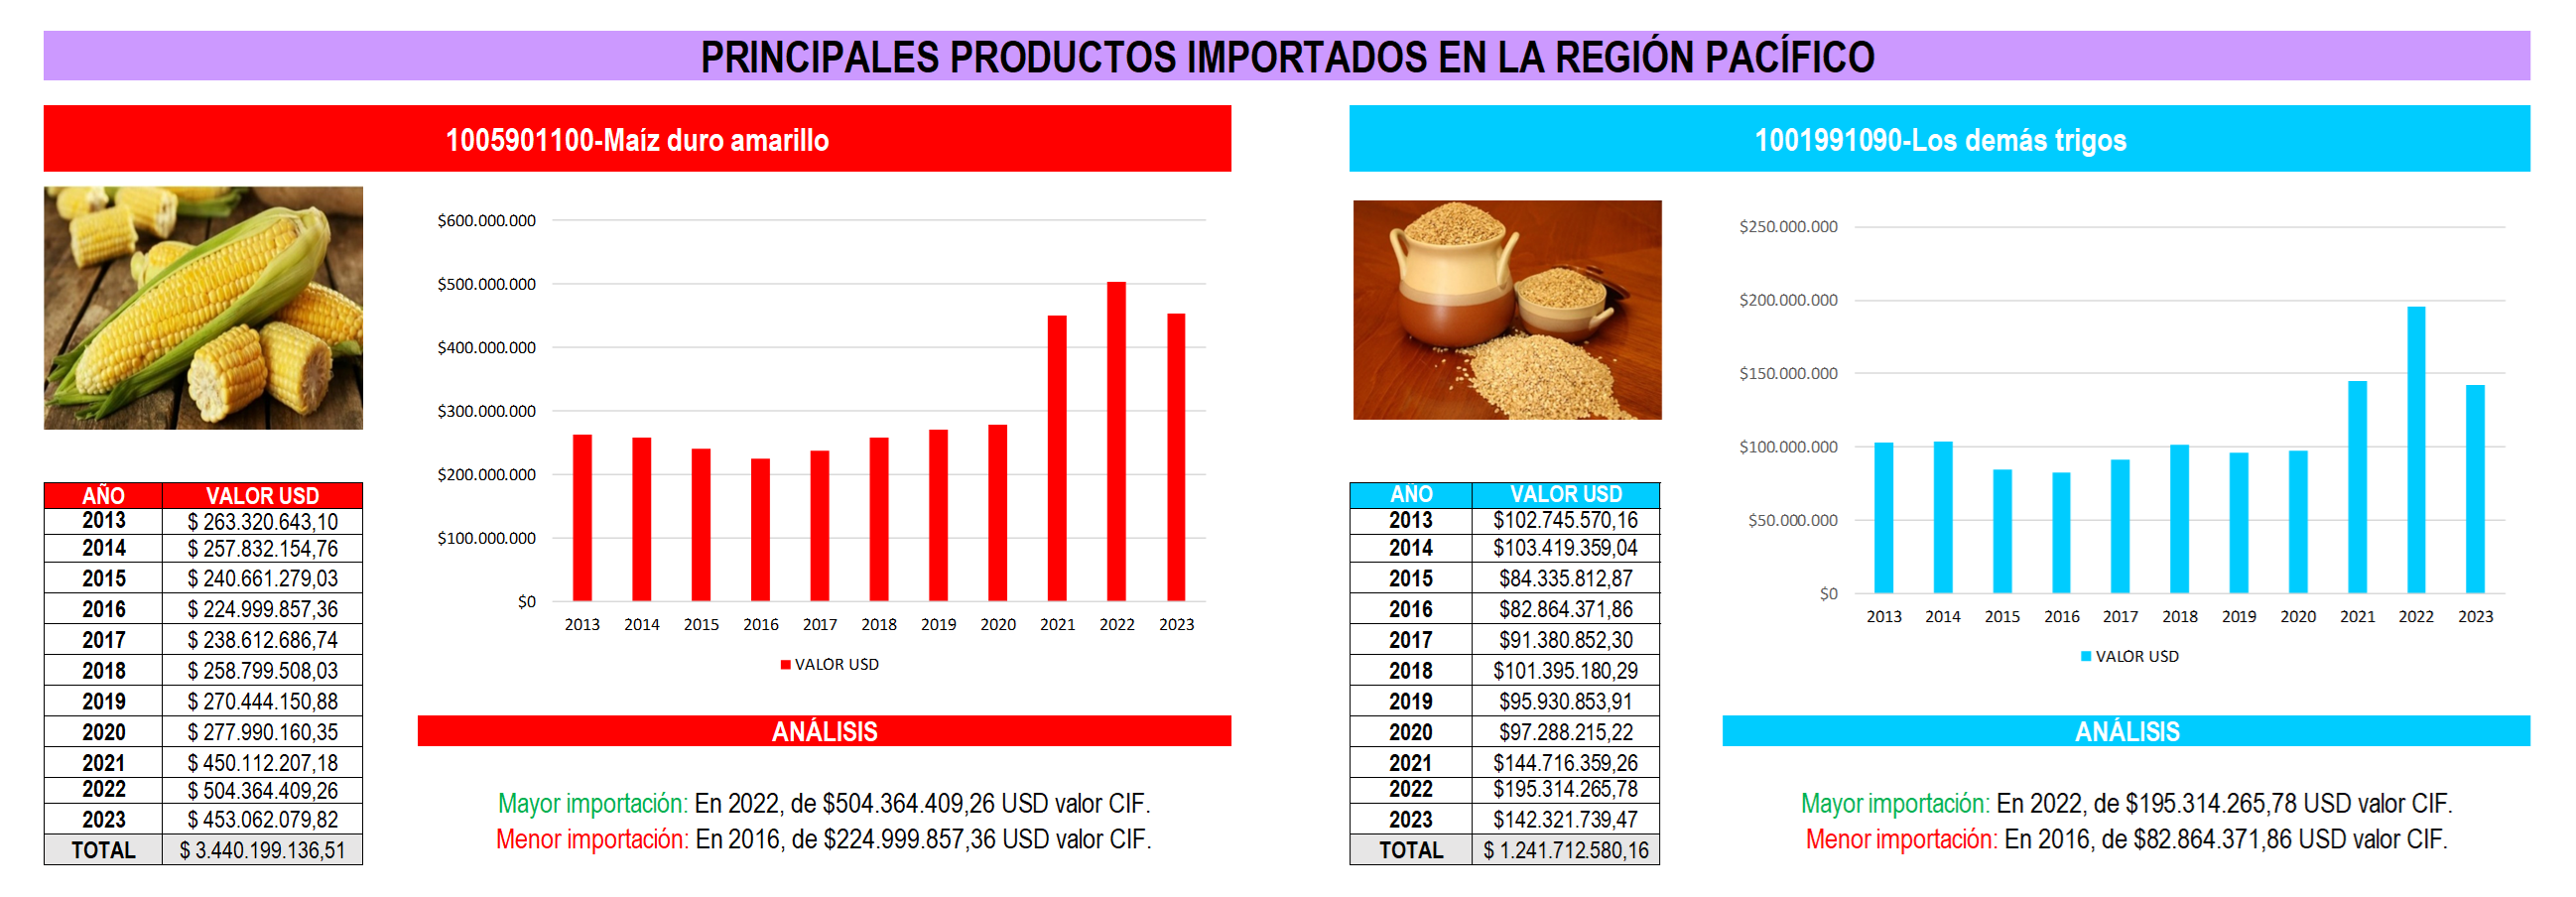 PRINCIPALES PRODUCTOS IMPORTADOS EN LA REGIÓN PACÍFICO
1005901100-Maíz duro amarillo
$600.000.000
$500.000.000
$400.000.000
$300.000.000
$200.000.000
$100.000.000
$0
2013 2014 2015 2016 2017 2018 2019 2020 2021 2022 2023
VALOR USD
AÑO VALOR USD
2013 $ 263.320.643,10
2014 $ 257.832.154,76
2015 $ 240.661.279,03
2016 $ 224.999.857,36
2017 $ 238.612.686,74
2018 $ 258.799.508,03
2019 $ 270.444.150,88
2020 $ 277.990.160,35
2021 $ 450.112.207,18
2022 $ 504.364.409,26
2023 $ 453.062.079,82
TOTAL $ 3.440.199.136,51
ANÁLISIS
Mayor importación: En 2022, de $504.364.409,26 USD valor CIF.
Menor importación: En 2016, de $224.999.857,36 USD valor CIF.
1001991090-Los demás trigos
$250.000.000
$200.000.000
$150.000.000
$100.000.000
$50.000.000
$0
2013 2014 2015 2016 2017 2018 2019 2020 2021 2022 2023
VALOR USD
AÑO VALOR USD
2013 $102.745.570,16
2014 $103.419.359,04
2015 $84.335.812,87
2016 $82.864.371,86
2017 $91.380.852,30
2018 $101.395.180,29
2019 $95.930.853,91
2020 $97.288.215,22
2021 $144.716.359,26
2022 $195.314.265,78
2023 $142.321.739,47
TOTAL $ 1.241.712.580,16
ANÁLISIS
Mayor importación: En 2022, de $195.314.265,78 USD valor CIF.
Menor importación: En 2016, de $82.864.371,86 USD valor CIF.